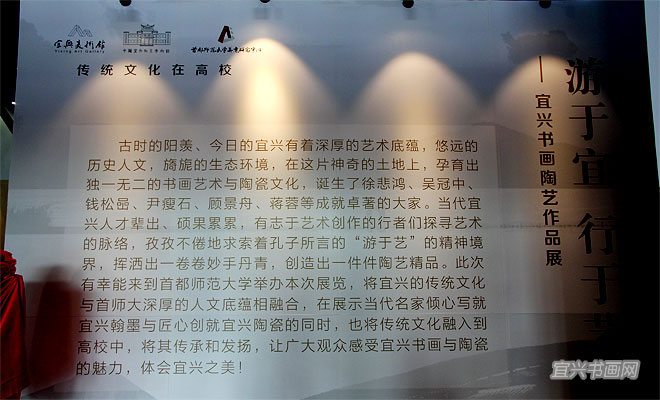 宜興美術館
Yixing Art Gallery
传统文化在高校
游于宜 行于艺
——宜兴书画陶艺作品展
古时的阳羡、今日的宜兴有着深厚的艺术底蕴，悠远的
历史人文，旖旎的生态环境，在这片神奇的土地上，孕育出
独一无二的书画艺术与陶瓷文化，诞生了徐悲鸿、吴冠中、
钱松嵒、尹瘦石、顾景舟、蒋蓉等成就卓著的大家。当代宜
兴人才辈出、硕果累累，有志于艺术创作的行者们探寻艺术
的脉络，孜孜不倦地求索着孔子所言的“游于艺”的精神境
界，挥洒出一卷卷妙手丹青，创造出一件件陶艺精品。此次
有幸能来到首都师范大学举办本次展览，将宜兴的传统文化
与首师大深厚的人文底蕴相融合，在展示当代名家倾心写就
宜兴翰墨与匠心创就宜兴陶瓷的同时，也将传统文化融入到
高校中，将其传承和发扬，让广大观众感受宜兴书画与陶瓷
的魅力，体会宜兴之美！
宜兴书画网